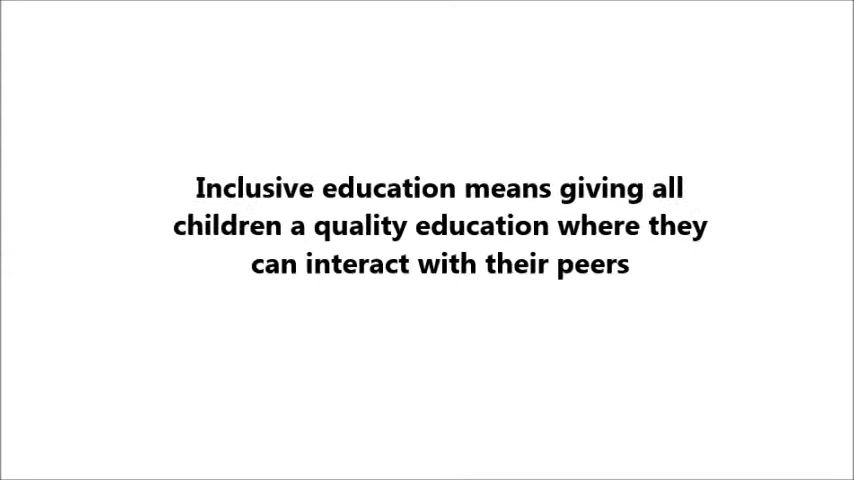 Inclusive education means giving all
children a quality education where they
can interact with their peers